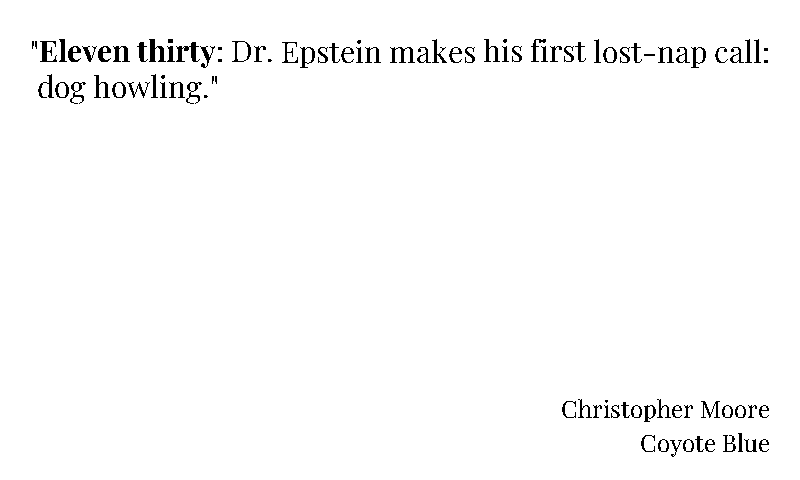 "Eleven thirty: Dr. Epstein makes his first lost-nap call:
dog howling."
Christopher Moore
Coyote Blue